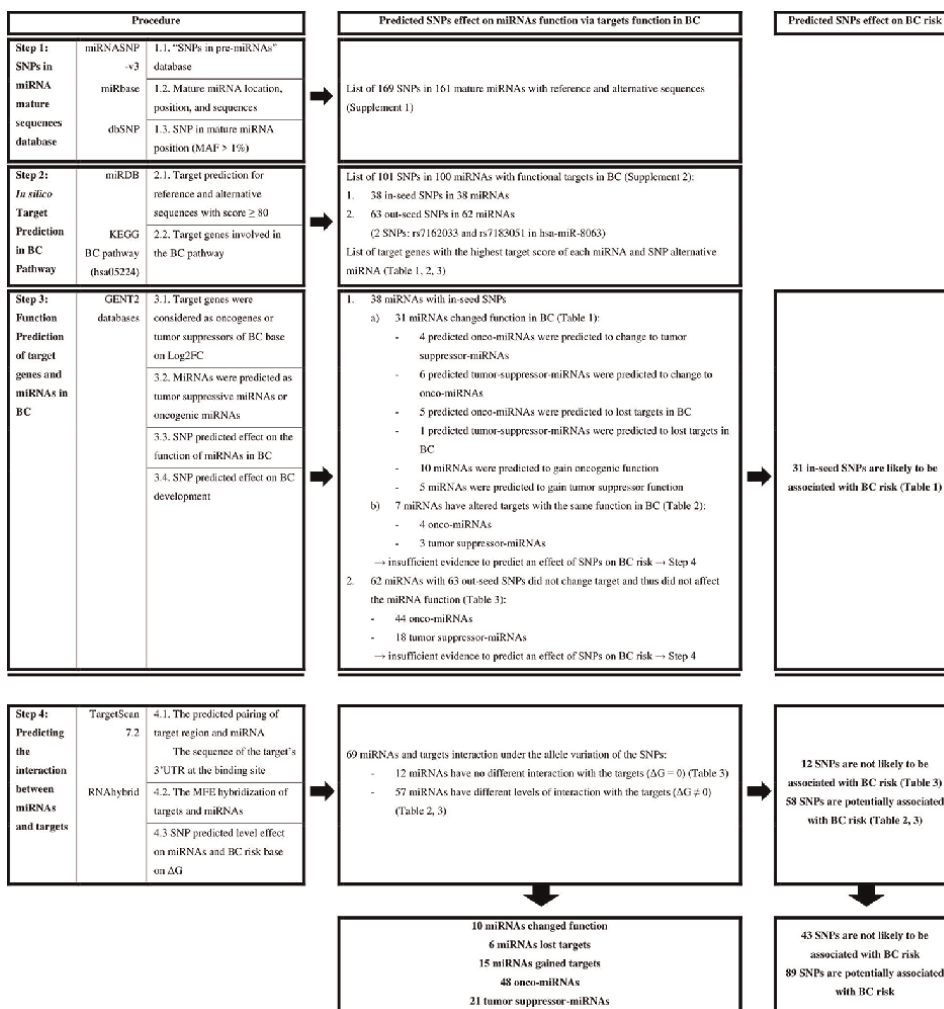 Procedure
Predicted SNPs effect on miRNAs function via targets function in BC
Predicted SNPs effect on BC risk
Step 1:
SNPs in
miRNA
mature
sequences
database
miRNASNP
-v3
miRbase
dbSNP
1.1. "SNPs in pre-miRNAs"
database
1.2. Mature miRNA location,
position, and sequences
1.3. SNP in mature miRNA
position (MAF > 1%)
List of 169 SNPs in 161 mature miRNAs with reference and alternative sequences
(Supplement 1)
Step 2:
In silico
Target
Prediction
in BC
Pathway
miRDB
KEGG
BC pathway
(hsa05224)
2.1. Target prediction for
reference and alternative
sequences with score ≥ 80
2.2. Target genes involved in
the BC pathway
List of 101 SNPs in 100 miRNAs with functional targets in BC (Supplement 2):
1. 38 in-seed SNPs in 38 miRNAs
2. 63 out-seed SNPs in 62 miRNAs
(2 SNPs: rs7162033 and rs7183051 in hsa-miR-8063)
List of target genes with the highest target score of each miRNA and SNP alternative
miRNA (Table 1, 2, 3)
Step 3:
Function
Prediction
of target
genes and
miRNAs in
BC
GENT2
databases
3.1. Target genes were
considered as oncogenes or
tumor suppressors of BC base
on Log2FC
3.2. MiRNAs were predicted as
tumor suppressive miRNAs or
oncogenic miRNAs
3.3. SNP predicted effect on the
function of miRNAs in BC
3.4. SNP predicted effect on BC
development
1. 38 miRNAs with in-seed SNPs
a) 31 miRNAs changed function in BC (Table 1):
- 4 predicted onco-miRNAs were predicted to change to tumor
suppressor-miRNAs
- 6 predicted tumor-suppressor-miRNAs were predicted to change to
onco-miRNAs
- 5 predicted onco-miRNAs were predicted to lost targets in BC
- 1 predicted tumor-suppressor-miRNAs were predicted to lost targets in
BC
- 10 miRNAs were predicted to gain oncogenic function
- 5 miRNAs were predicted to gain tumor suppressor function
b) 7 miRNAs have altered targets with the same function in BC (Table 2):
- 4 onco-miRNAs
- 3 tumor suppressor-miRNAs
→ insufficient evidence to predict an effect of SNPs on BC risk → Step 4
2. 62 miRNAs with 63 out-seed SNPs did not change target and thus did not affect
the miRNA function (Table 3):
- 44 onco-miRNAs
- 18 tumor suppressor-miRNAs
→ insufficient evidence to predict an effect of SNPs on BC risk → Step 4
31 in-seed SNPs are likely to be
associated with BC risk (Table 1)
Step 4:
Predicting
the
interaction
between
miRNAs
and targets
TargetScan
7.2
RNAhybrid
4.1. The predicted pairing of
target region and miRNA
The sequence of the target's
3'UTR at the binding site
4.2. The MFE hybridization of
targets and miRNAs
4.3 SNP predicted level effect
on miRNAs and BC risk base
on ΔG
69 miRNAs and targets interaction under the allele variation of the SNPs:
- 12 miRNAs have no different interaction with the targets (ΔG = 0) (Table 3)
- 57 miRNAs have different levels of interaction with the targets (ΔG ≠ 0)
(Table 2, 3)
12 SNPs are not likely to be
associated with BC risk (Table 3)
58 SNPs are potentially associated
with BC risk (Table 2, 3)
10 miRNAs changed function
6 miRNAs lost targets
15 miRNAs gained targets
48 onco-miRNAs
21 tumor suppressor-miRNAs
43 SNPs are not likely to be
associated with BC risk
89 SNPs are potentially associated
with BC risk